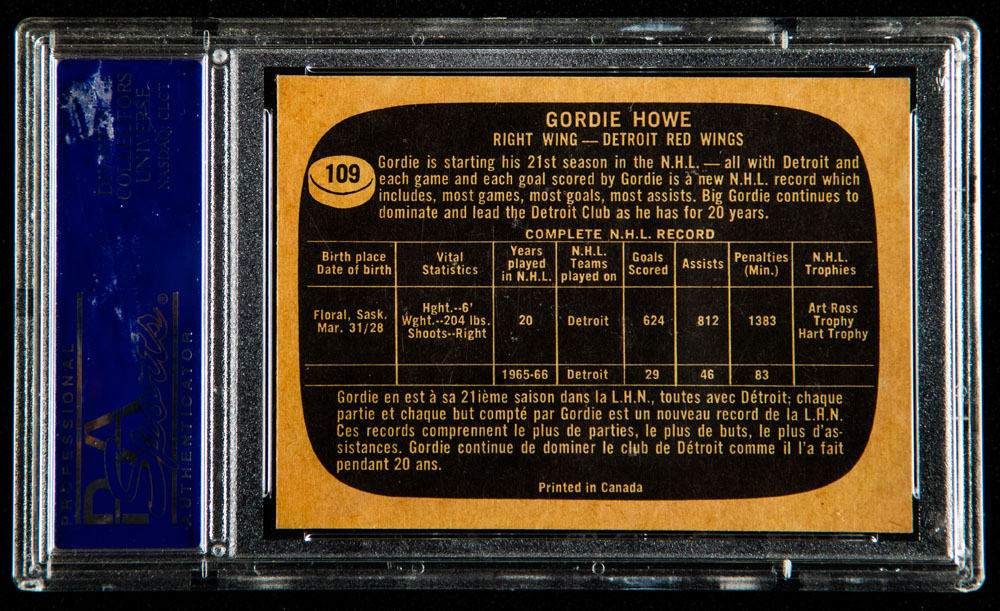 GORDIE HOWE
RIGHT WING — DETROIT RED WINGS
109
Gordie is starting his 21st season in the N.H.L. — all with Detroit and
each game and each goal scored by Gordie is a new N.H.L. record which
includes, most games, most goals, most assists. Big Gordie continues to
dominate and lead the Detroit Club as he has for 20 years.
COMPLETE N.H.L. RECORD
Birth place
Date of birth
Vital
Statistics
Years
played
in N.H.L.
N.H.L.
Teams
played on
Goals
Scored
Assists
Penalties
(Min.)
N.H.L.
Trophies
Floral, Sask.
Mar. 31/28
Hght.--6'
Wght.--204 lbs.
Shoots--Right
20
Detroit
624
812
1383
Art Ross
Trophy
Hart Trophy
1965-66
Detroit
29
46
83
Gordie en est à sa 21ième saison dans la L.H.N., toutes avec Détroit; chaque
partie et chaque but compté par Gordie est un nouveau record de la L.H.N.
Ces records comprennent le plus de parties, le plus de buts, le plus d'as-
sistances. Gordie continue de dominer le club de Détroit comme il l'a fait
pendant 20 ans.
Printed in Canada
COLLECTORS
UNIVERSE
NASDAQ: CLCT
PROFESSIONAL
PSA
Sports®
AUTHENTICATOR